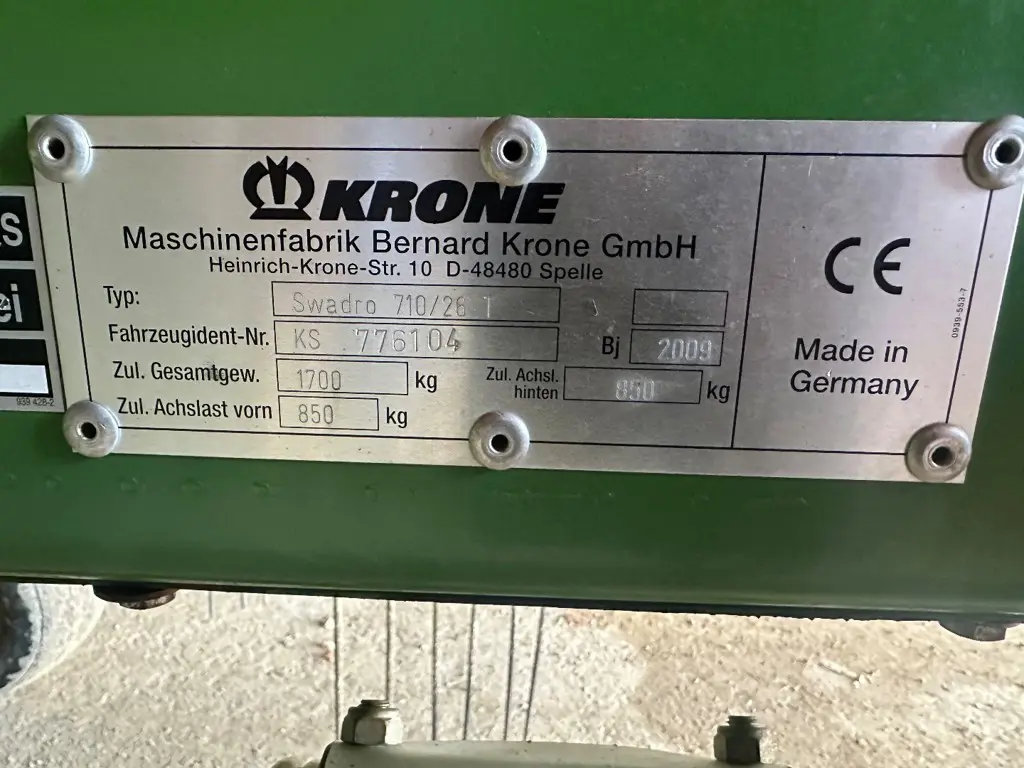 KRONE
Maschinenfabrik Bernard Krone GmbH
Heinrich-Krone-Str. 10 D-48480 Spelle
Typ: Swadro 710/26 T
Fahrzeugident-Nr. KS 776104 Bj 2009
Zul. Gesamtgew. 1700 kg Zul. Achsl. hinten 850 kg
Zul. Achslast vorn 850 kg
CE
Made in
Germany
0939-553-7
ei
939 428-2